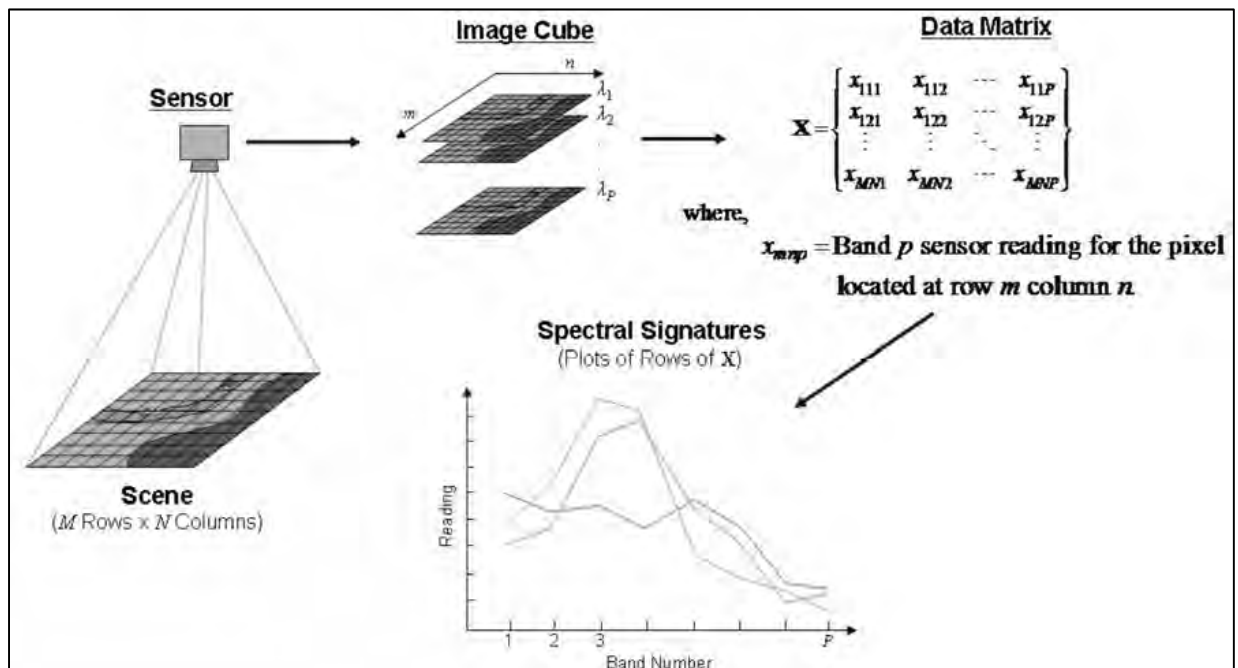 Sensor
Image Cube
n
m
λ1
λ2
λP
Data Matrix
X = { x111 x112 --- x11P
x121 x122 --- x12P
⋮ ⋮ ⋱ ⋮
xMN1 xMN2 --- xMNP }
where,
xmnp = Band p sensor reading for the pixel
located at row m column n
Scene
(M Rows x N Columns)
Spectral Signatures
(Plots of Rows of X)
Reading
1 2 3 P
Band Number